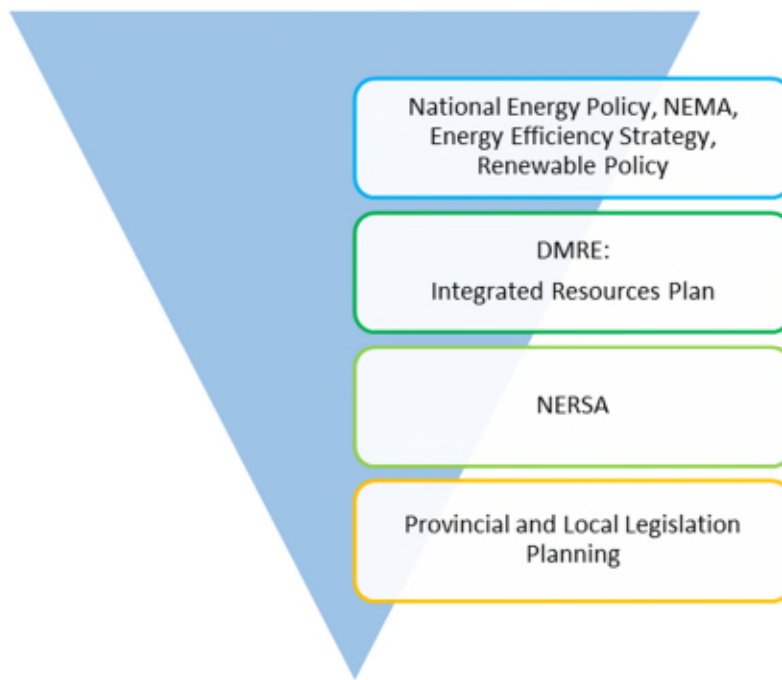 National Energy Policy, NEMA,
Energy Efficiency Strategy,
Renewable Policy
DMRE:
Integrated Resources Plan
NERSA
Provincial and Local Legislation
Planning